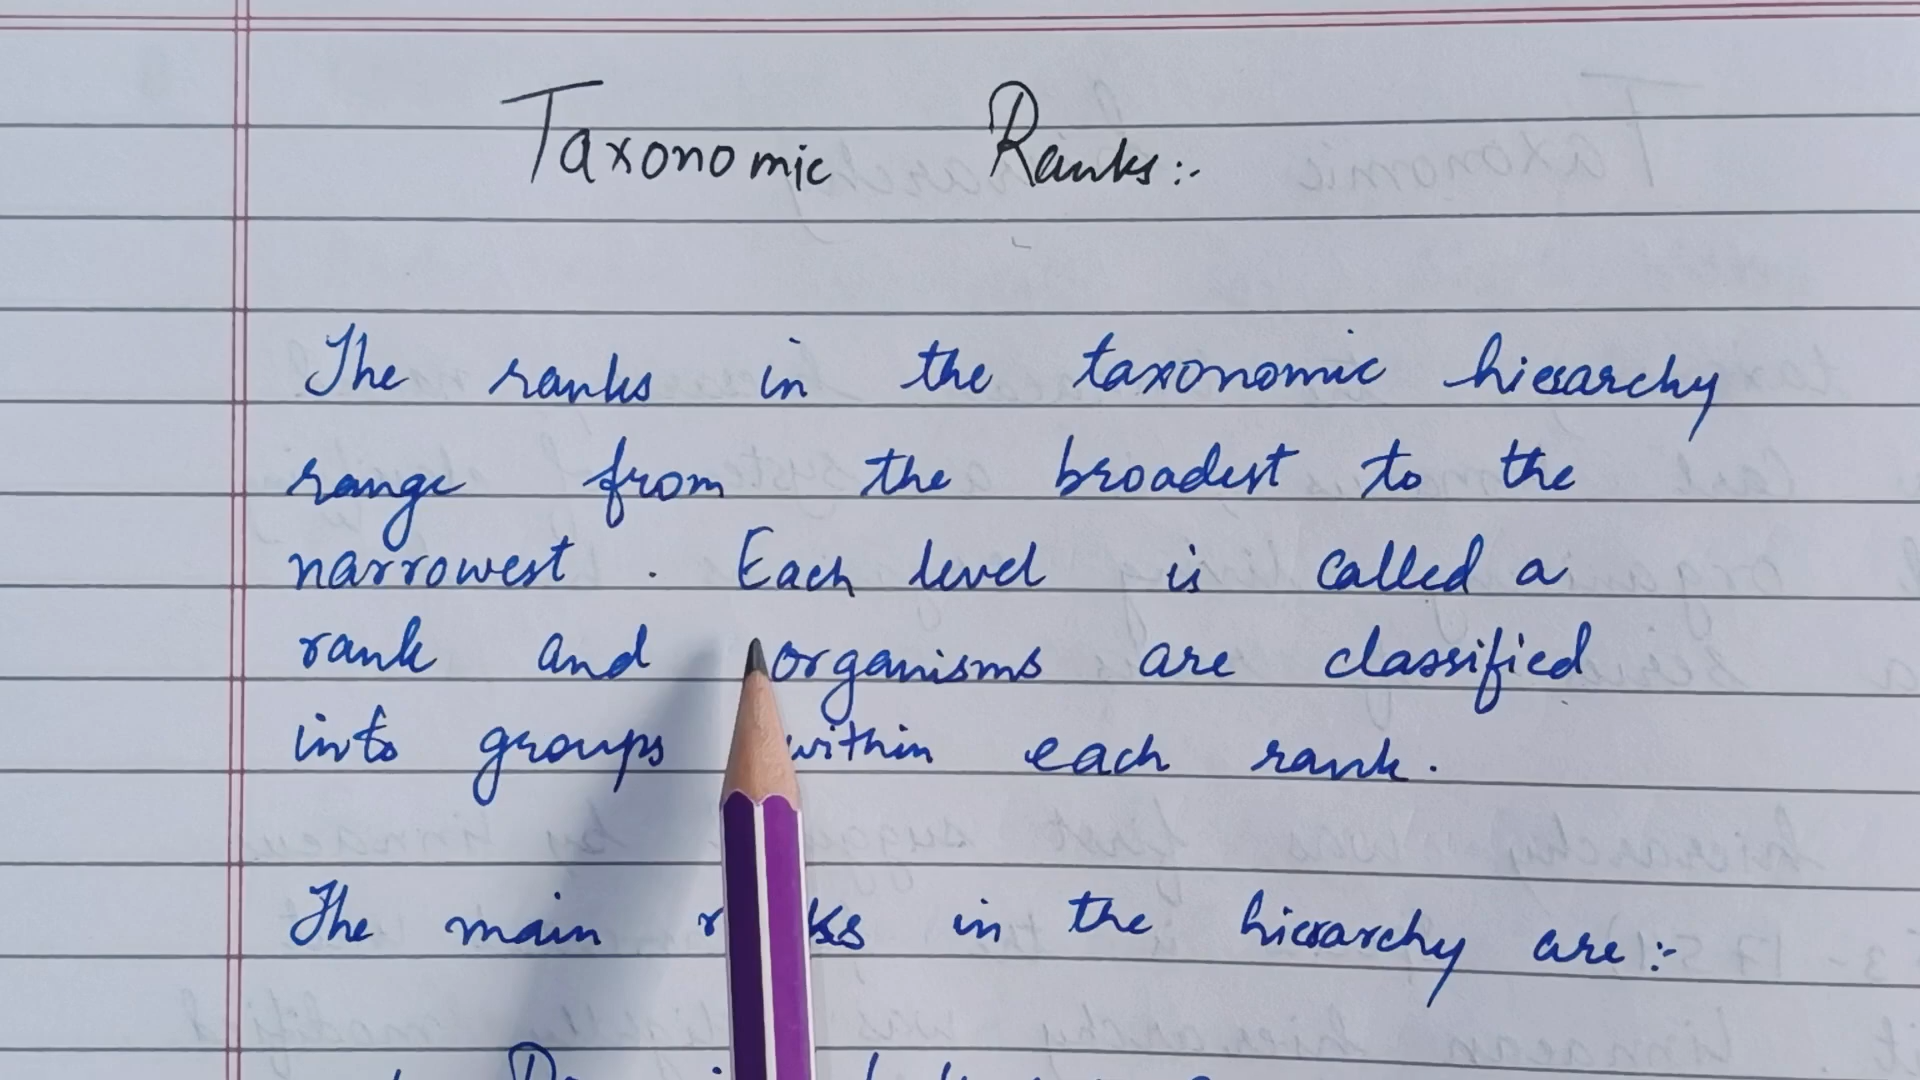 Taxonomic Ranks:-
The ranks in the taxonomic hierarchy
range from the broadest to the
narrowest. Each level is called a
rank and organisms are classified
into groups within each rank.
The main in the hierarchy are:-